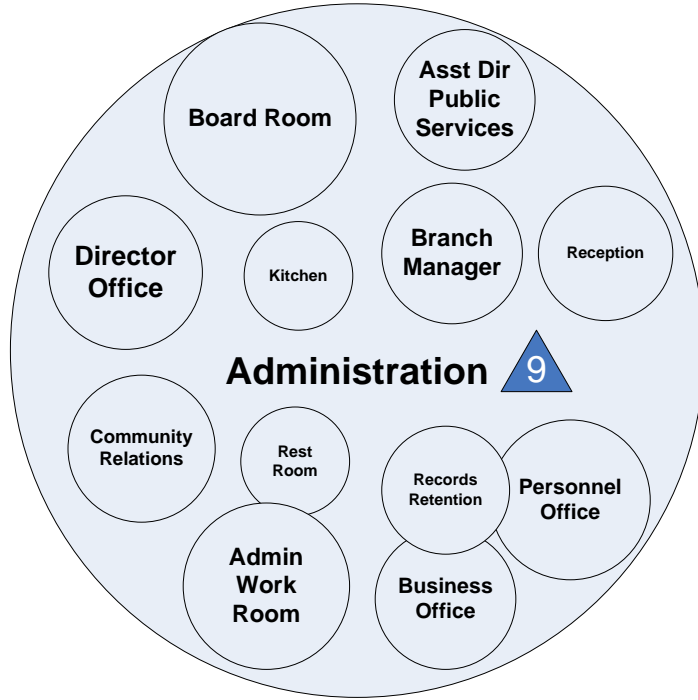 Board Room
Asst Dir
Public
Services
Director
Office
Kitchen
Branch
Manager
Reception
Administration
9
Community
Relations
Rest
Room
Records
Retention
Personnel
Office
Admin
Work
Room
Business
Office